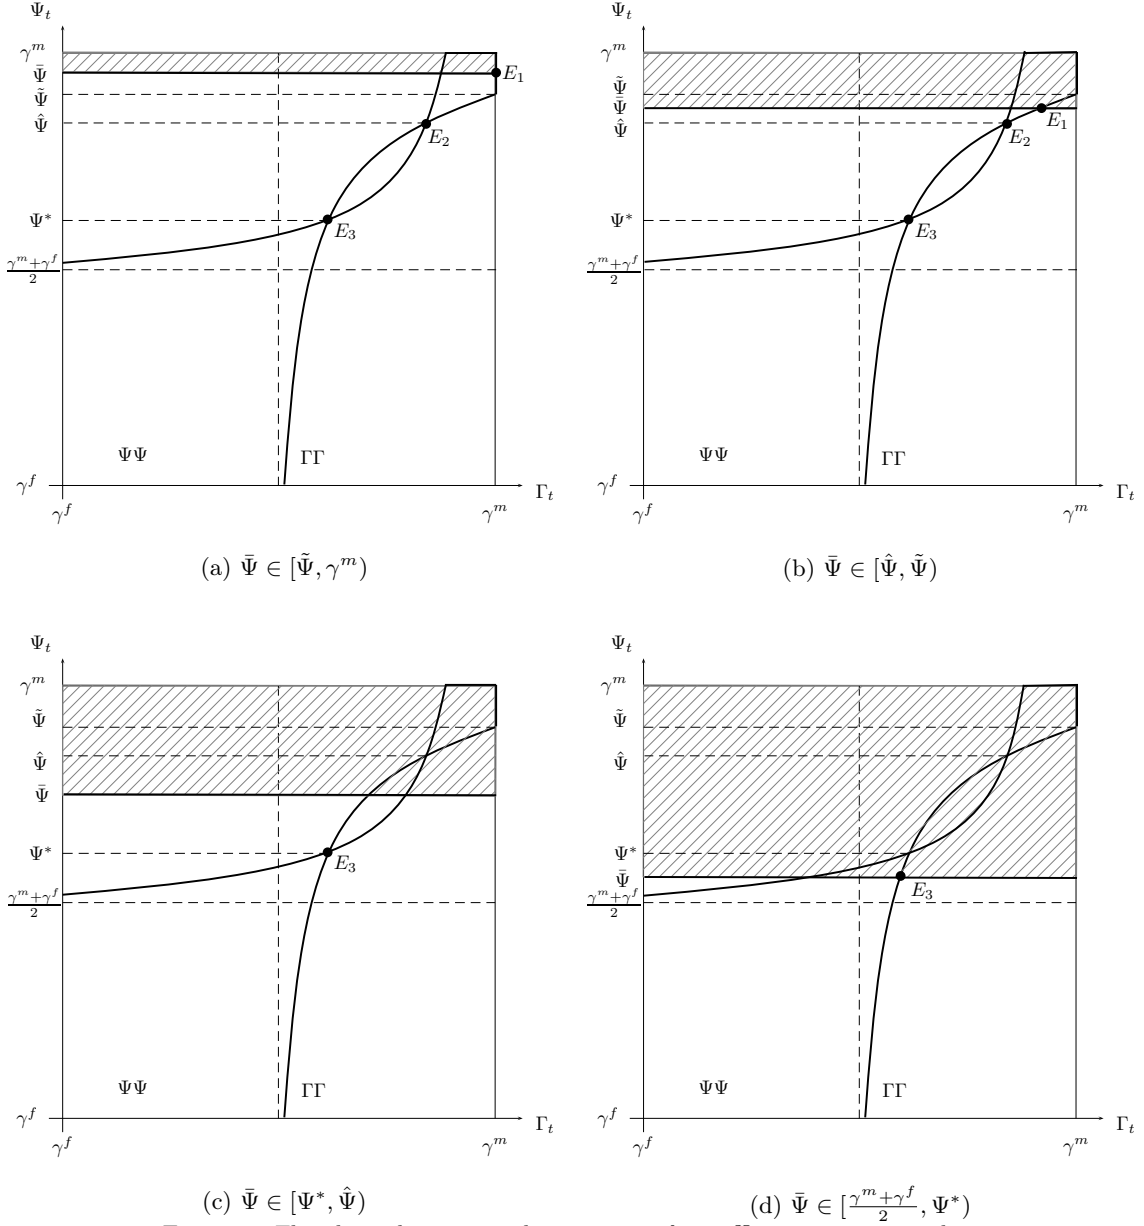 Ψ_t
γ^m
Ψ̄
Ψ̃
Ψ̂
Ψ*
(γ^m+γ^f)/2
γ^f
E_1
E_2
E_3
ΨΨ
ΓΓ
Γ_t
γ^f
γ^m
(a) Ψ̄ ∈ [Ψ̃, γ^m)
Ψ_t
γ^m
Ψ̃
Ψ̄
Ψ̂
Ψ*
(γ^m+γ^f)/2
γ^f
E_1
E_2
E_3
ΨΨ
ΓΓ
Γ_t
γ^f
γ^m
(b) Ψ̄ ∈ [Ψ̂, Ψ̃)
Ψ_t
γ^m
Ψ̃
Ψ̂
Ψ̄
Ψ*
(γ^m+γ^f)/2
γ^f
E_3
ΨΨ
ΓΓ
Γ_t
γ^f
γ^m
(c) Ψ̄ ∈ [Ψ*, Ψ̂)
Ψ_t
γ^m
Ψ̃
Ψ̂
Ψ*
Ψ̄
(γ^m+γ^f)/2
γ^f
E_3
ΨΨ
ΓΓ
Γ_t
γ^f
γ^m
(d) Ψ̄ ∈ [(γ^m+γ^f)/2, Ψ*)